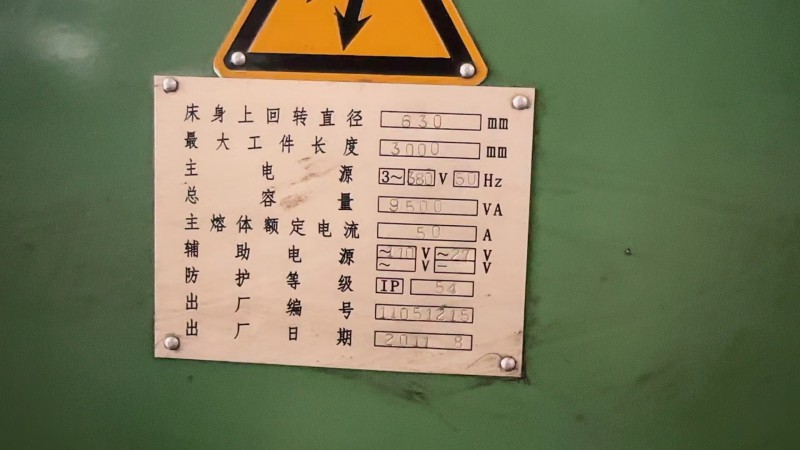 床身上回转直径 630 mm
最大工件长度 3000 mm
主电源 3~ 380 V 50 Hz
总容量 9500 VA
主熔体额定电流 50 A
辅助电源 ~ 110 V ~ 27 V
~ V − V
防护等级 IP 54
出厂编号 11051215
出厂日期 2011 8